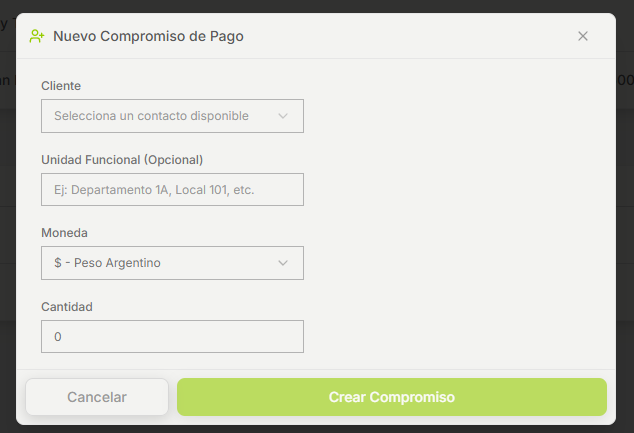 Nuevo Compromiso de Pago
Cliente
Selecciona un contacto disponible
Unidad Funcional (Opcional)
Ej: Departamento 1A, Local 101, etc.
Moneda
$ - Peso Argentino
Cantidad
0
Cancelar
Crear Compromiso